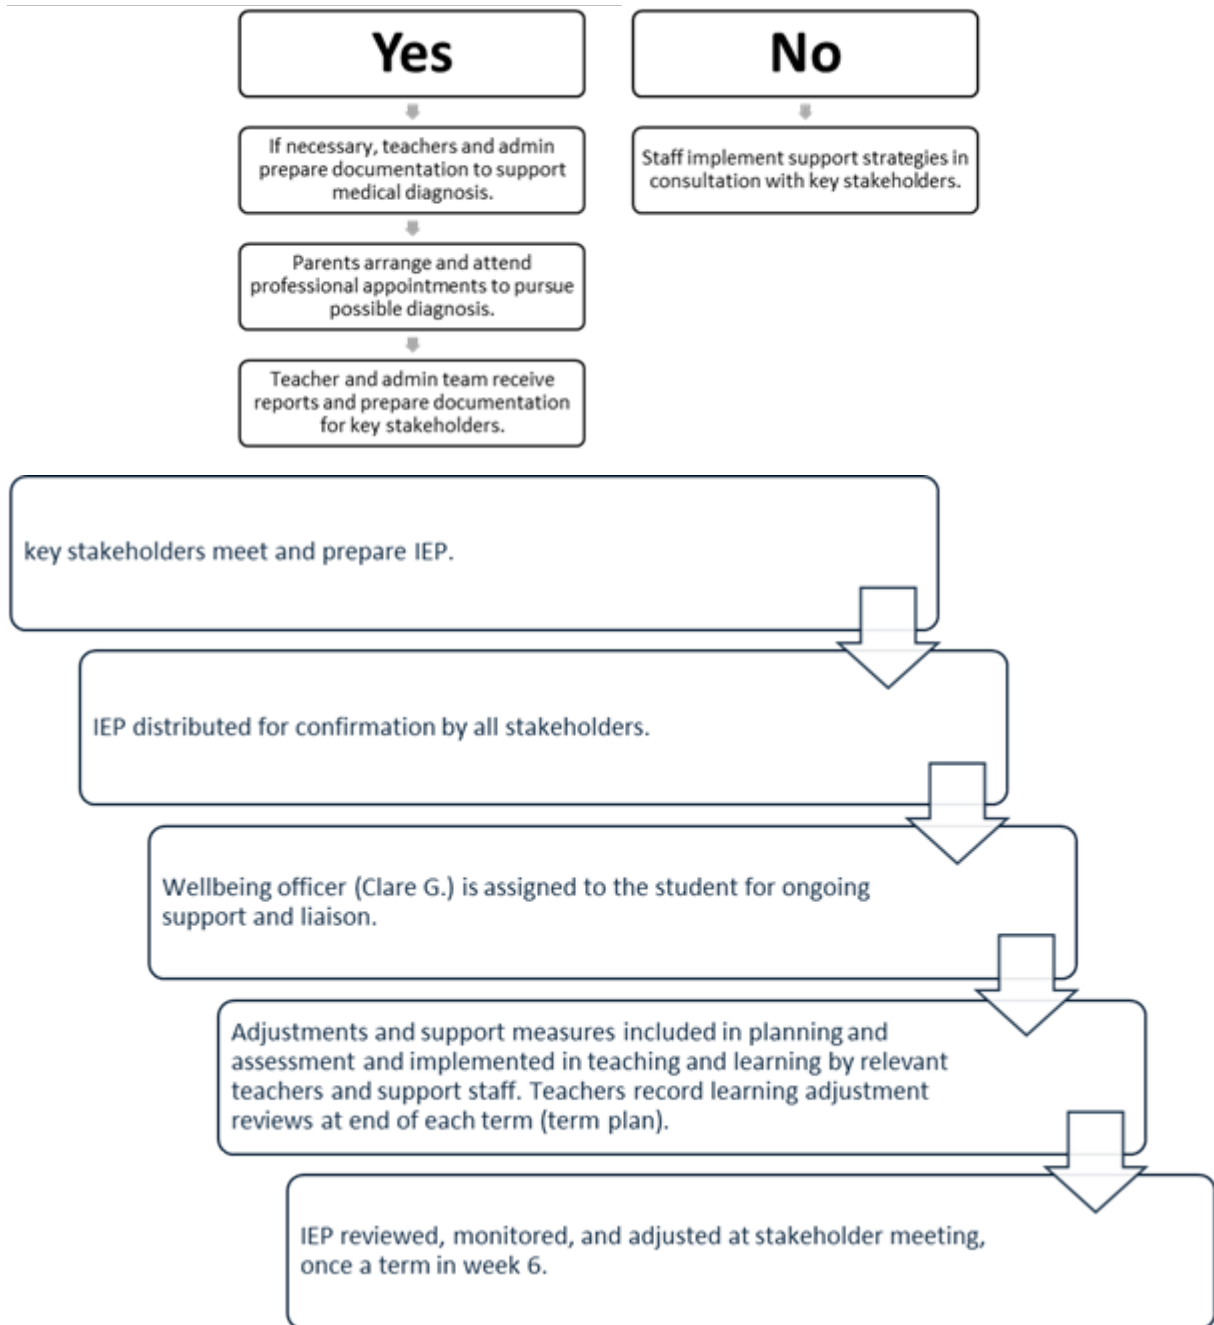 Yes
If necessary, teachers and admin
prepare documentation to support
medical diagnosis.
Parents arrange and attend
professional appointments to pursue
possible diagnosis.
Teacher and admin team receive
reports and prepare documentation
for key stakeholders.
No
Staff implement support strategies in
consultation with key stakeholders.
key stakeholders meet and prepare IEP.
IEP distributed for confirmation by all stakeholders.
Wellbeing officer (Clare G.) is assigned to the student for ongoing
support and liaison.
Adjustments and support measures included in planning and
assessment and implemented in teaching and learning by relevant
teachers and support staff. Teachers record learning adjustment
reviews at end of each term (term plan).
IEP reviewed, monitored, and adjusted at stakeholder meeting,
once a term in week 6.